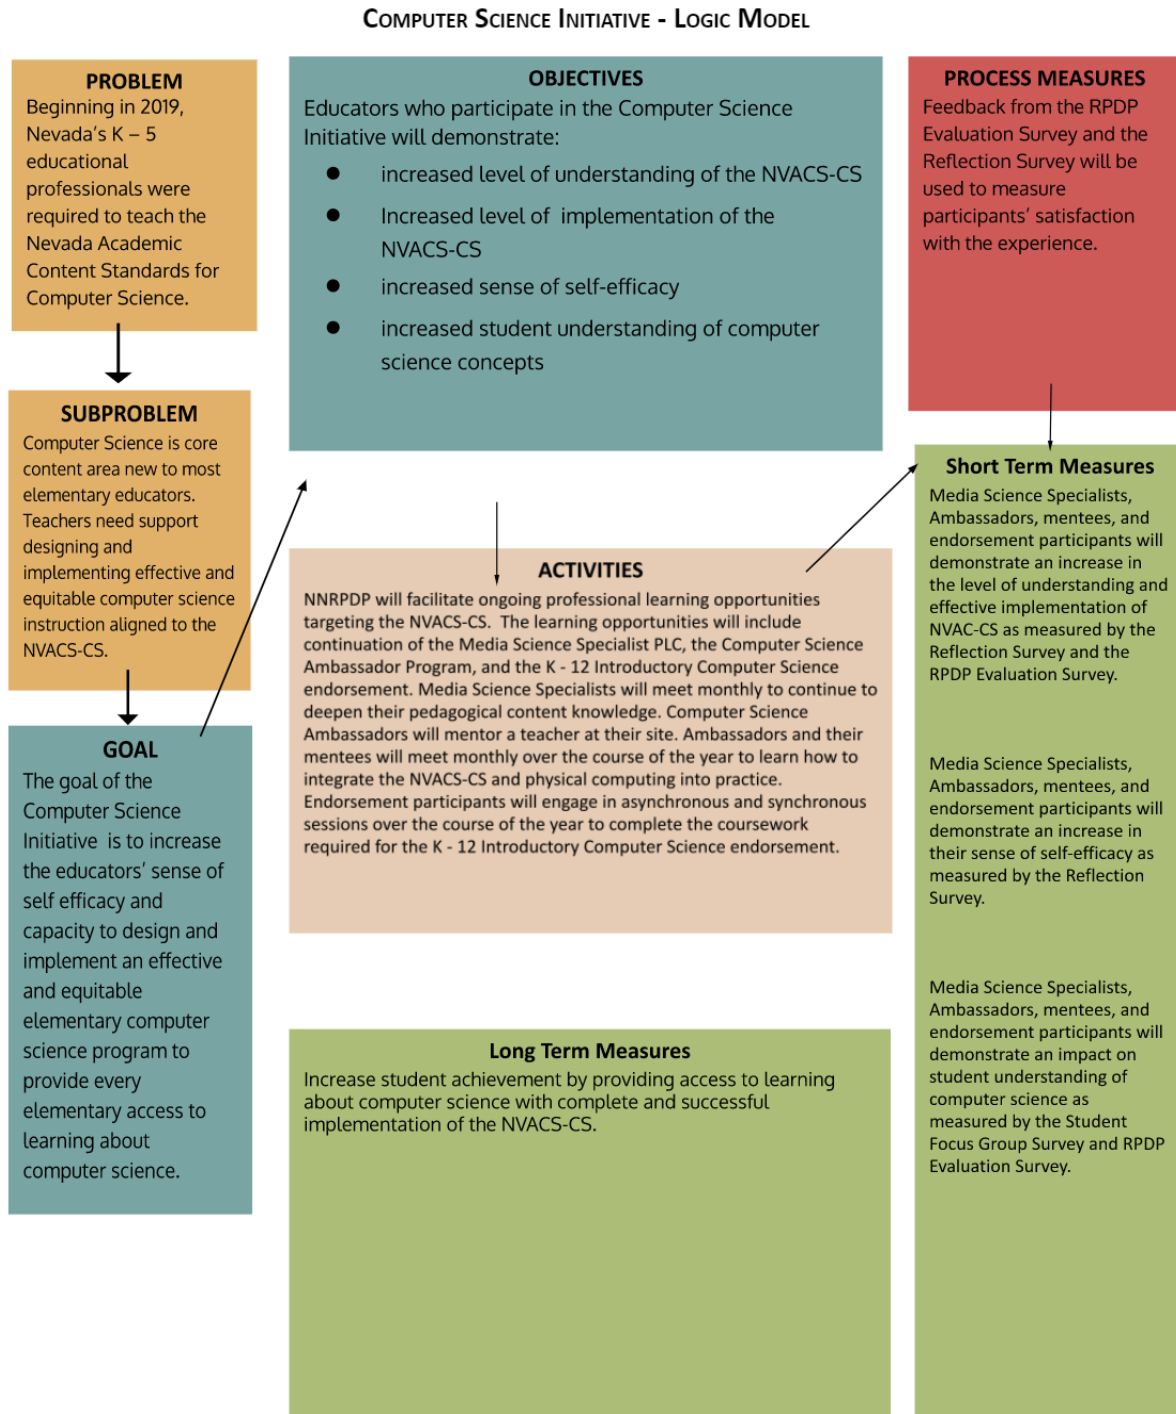 COMPUTER SCIENCE INITIATIVE - LOGIC MODEL
PROBLEM
Beginning in 2019,
Nevada's K – 5
educational
professionals were
required to teach the
Nevada Academic
Content Standards for
Computer Science.
SUBPROBLEM
Computer Science is core
content area new to most
elementary educators.
Teachers need support
designing and
implementing effective and
equitable computer science
instruction aligned to the
NVACS-CS.
GOAL
The goal of the
Computer Science
Initiative is to increase
the educators' sense of
self efficacy and
capacity to design and
implement an effective
and equitable
elementary computer
science program to
provide every
elementary access to
learning about
computer science.
OBJECTIVES
Educators who participate in the Computer Science
Initiative will demonstrate:
● increased level of understanding of the NVACS-CS
● Increased level of implementation of the
NVACS-CS
● increased sense of self-efficacy
● increased student understanding of computer
science concepts
ACTIVITIES
NNRPDP will facilitate ongoing professional learning opportunities
targeting the NVACS-CS. The learning opportunities will include
continuation of the Media Science Specialist PLC, the Computer Science
Ambassador Program, and the K - 12 Introductory Computer Science
endorsement. Media Science Specialists will meet monthly to continue to
deepen their pedagogical content knowledge. Computer Science
Ambassadors will mentor a teacher at their site. Ambassadors and their
mentees will meet monthly over the course of the year to learn how to
integrate the NVACS-CS and physical computing into practice.
Endorsement participants will engage in asynchronous and synchronous
sessions over the course of the year to complete the coursework
required for the K - 12 Introductory Computer Science endorsement.
Long Term Measures
Increase student achievement by providing access to learning
about computer science with complete and successful
implementation of the NVACS-CS.
PROCESS MEASURES
Feedback from the RPDP
Evaluation Survey and the
Reflection Survey will be
used to measure
participants' satisfaction
with the experience.
Short Term Measures
Media Science Specialists,
Ambassadors, mentees, and
endorsement participants will
demonstrate an increase in
the level of understanding and
effective implementation of
NVAC-CS as measured by the
Reflection Survey and the
RPDP Evaluation Survey.
Media Science Specialists,
Ambassadors, mentees, and
endorsement participants will
demonstrate an increase in
their sense of self-efficacy as
measured by the Reflection
Survey.
Media Science Specialists,
Ambassadors, mentees, and
endorsement participants will
demonstrate an impact on
student understanding of
computer science as
measured by the Student
Focus Group Survey and RPDP
Evaluation Survey.